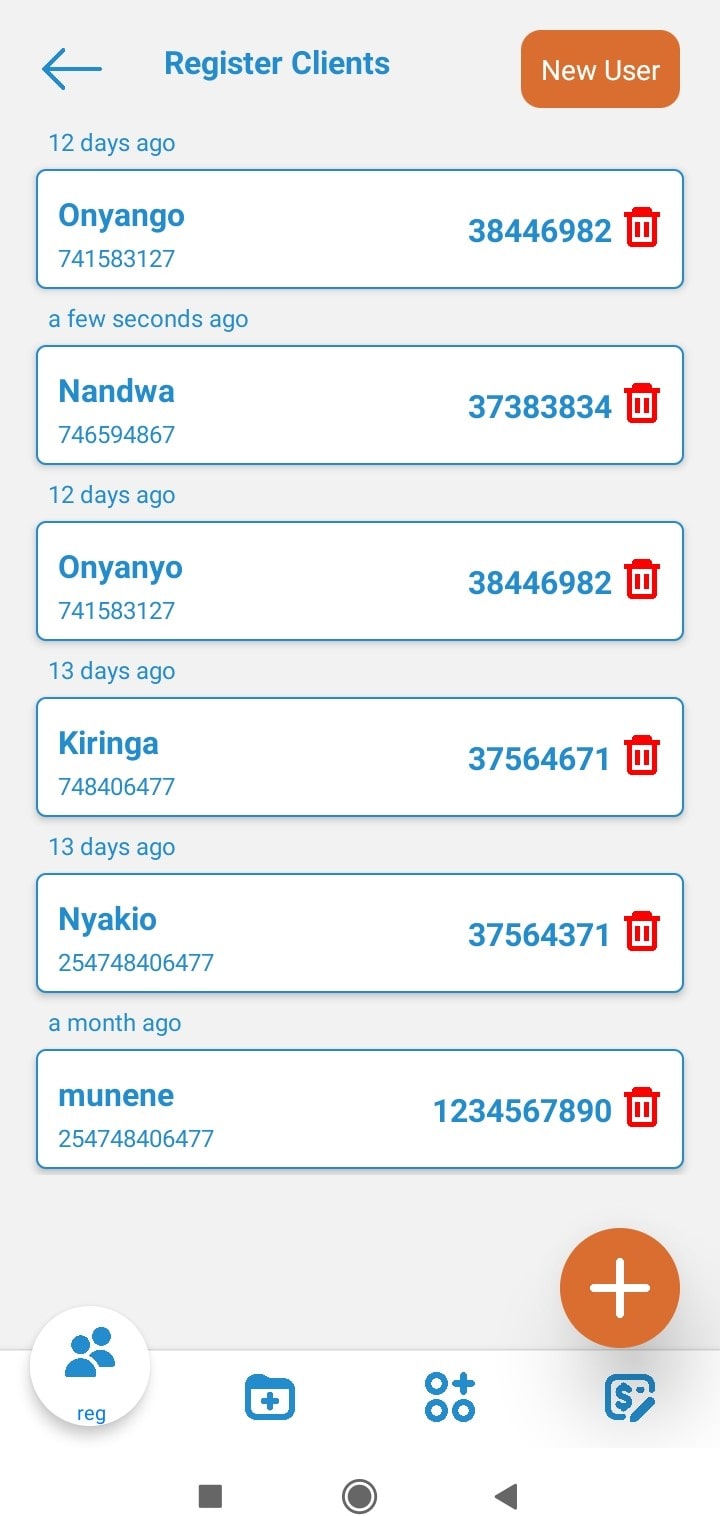 Register Clients
New User
12 days ago
Onyango
38446982
741583127
a few seconds ago
Nandwa
37383834
746594867
12 days ago
Onyanyo
38446982
741583127
13 days ago
Kiringa
37564671
748406477
13 days ago
Nyakio
37564371
254748406477
a month ago
munene
1234567890
254748406477
reg